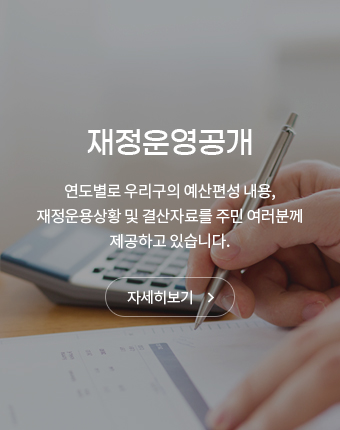 재정운영공개
연도별로 우리구의 예산편성 내용,
재정운용상황 및 결산자료를 주민 여러분께
제공하고 있습니다.
자세히보기 >